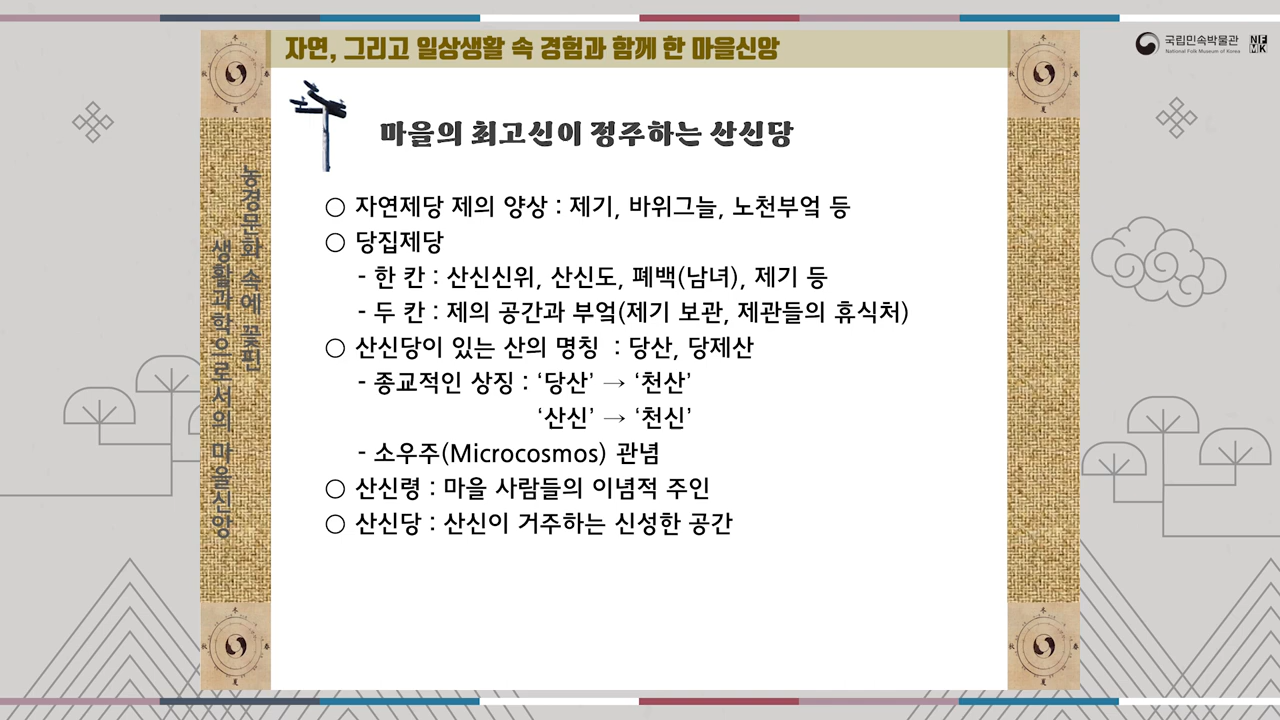 자연, 그리고 일상생활 속 경험과 함께 한 마을신앙
국립민속박물관
National Folk Museum of Korea
NF
MK
마을의 최고신이 정주하는 산신당
○ 자연제당 제의 양상 : 제기, 바위그늘, 노천부엌 등
○ 당집제당
- 한 칸 : 산신신위, 산신도, 폐백(남녀), 제기 등
- 두 칸 : 제의 공간과 부엌(제기 보관, 제관들의 휴식처)
○ 산신당이 있는 산의 명칭 : 당산, 당제산
- 종교적인 상징 : ‘당산’ → ‘천산’
‘산신’ → ‘천신’
- 소우주(Microcosmos) 관념
○ 산신령 : 마을 사람들의 이념적 주인
○ 산신당 : 산신이 거주하는 신성한 공간
농경문화 속에 꽃핀
생활과학으로서의 마을신앙